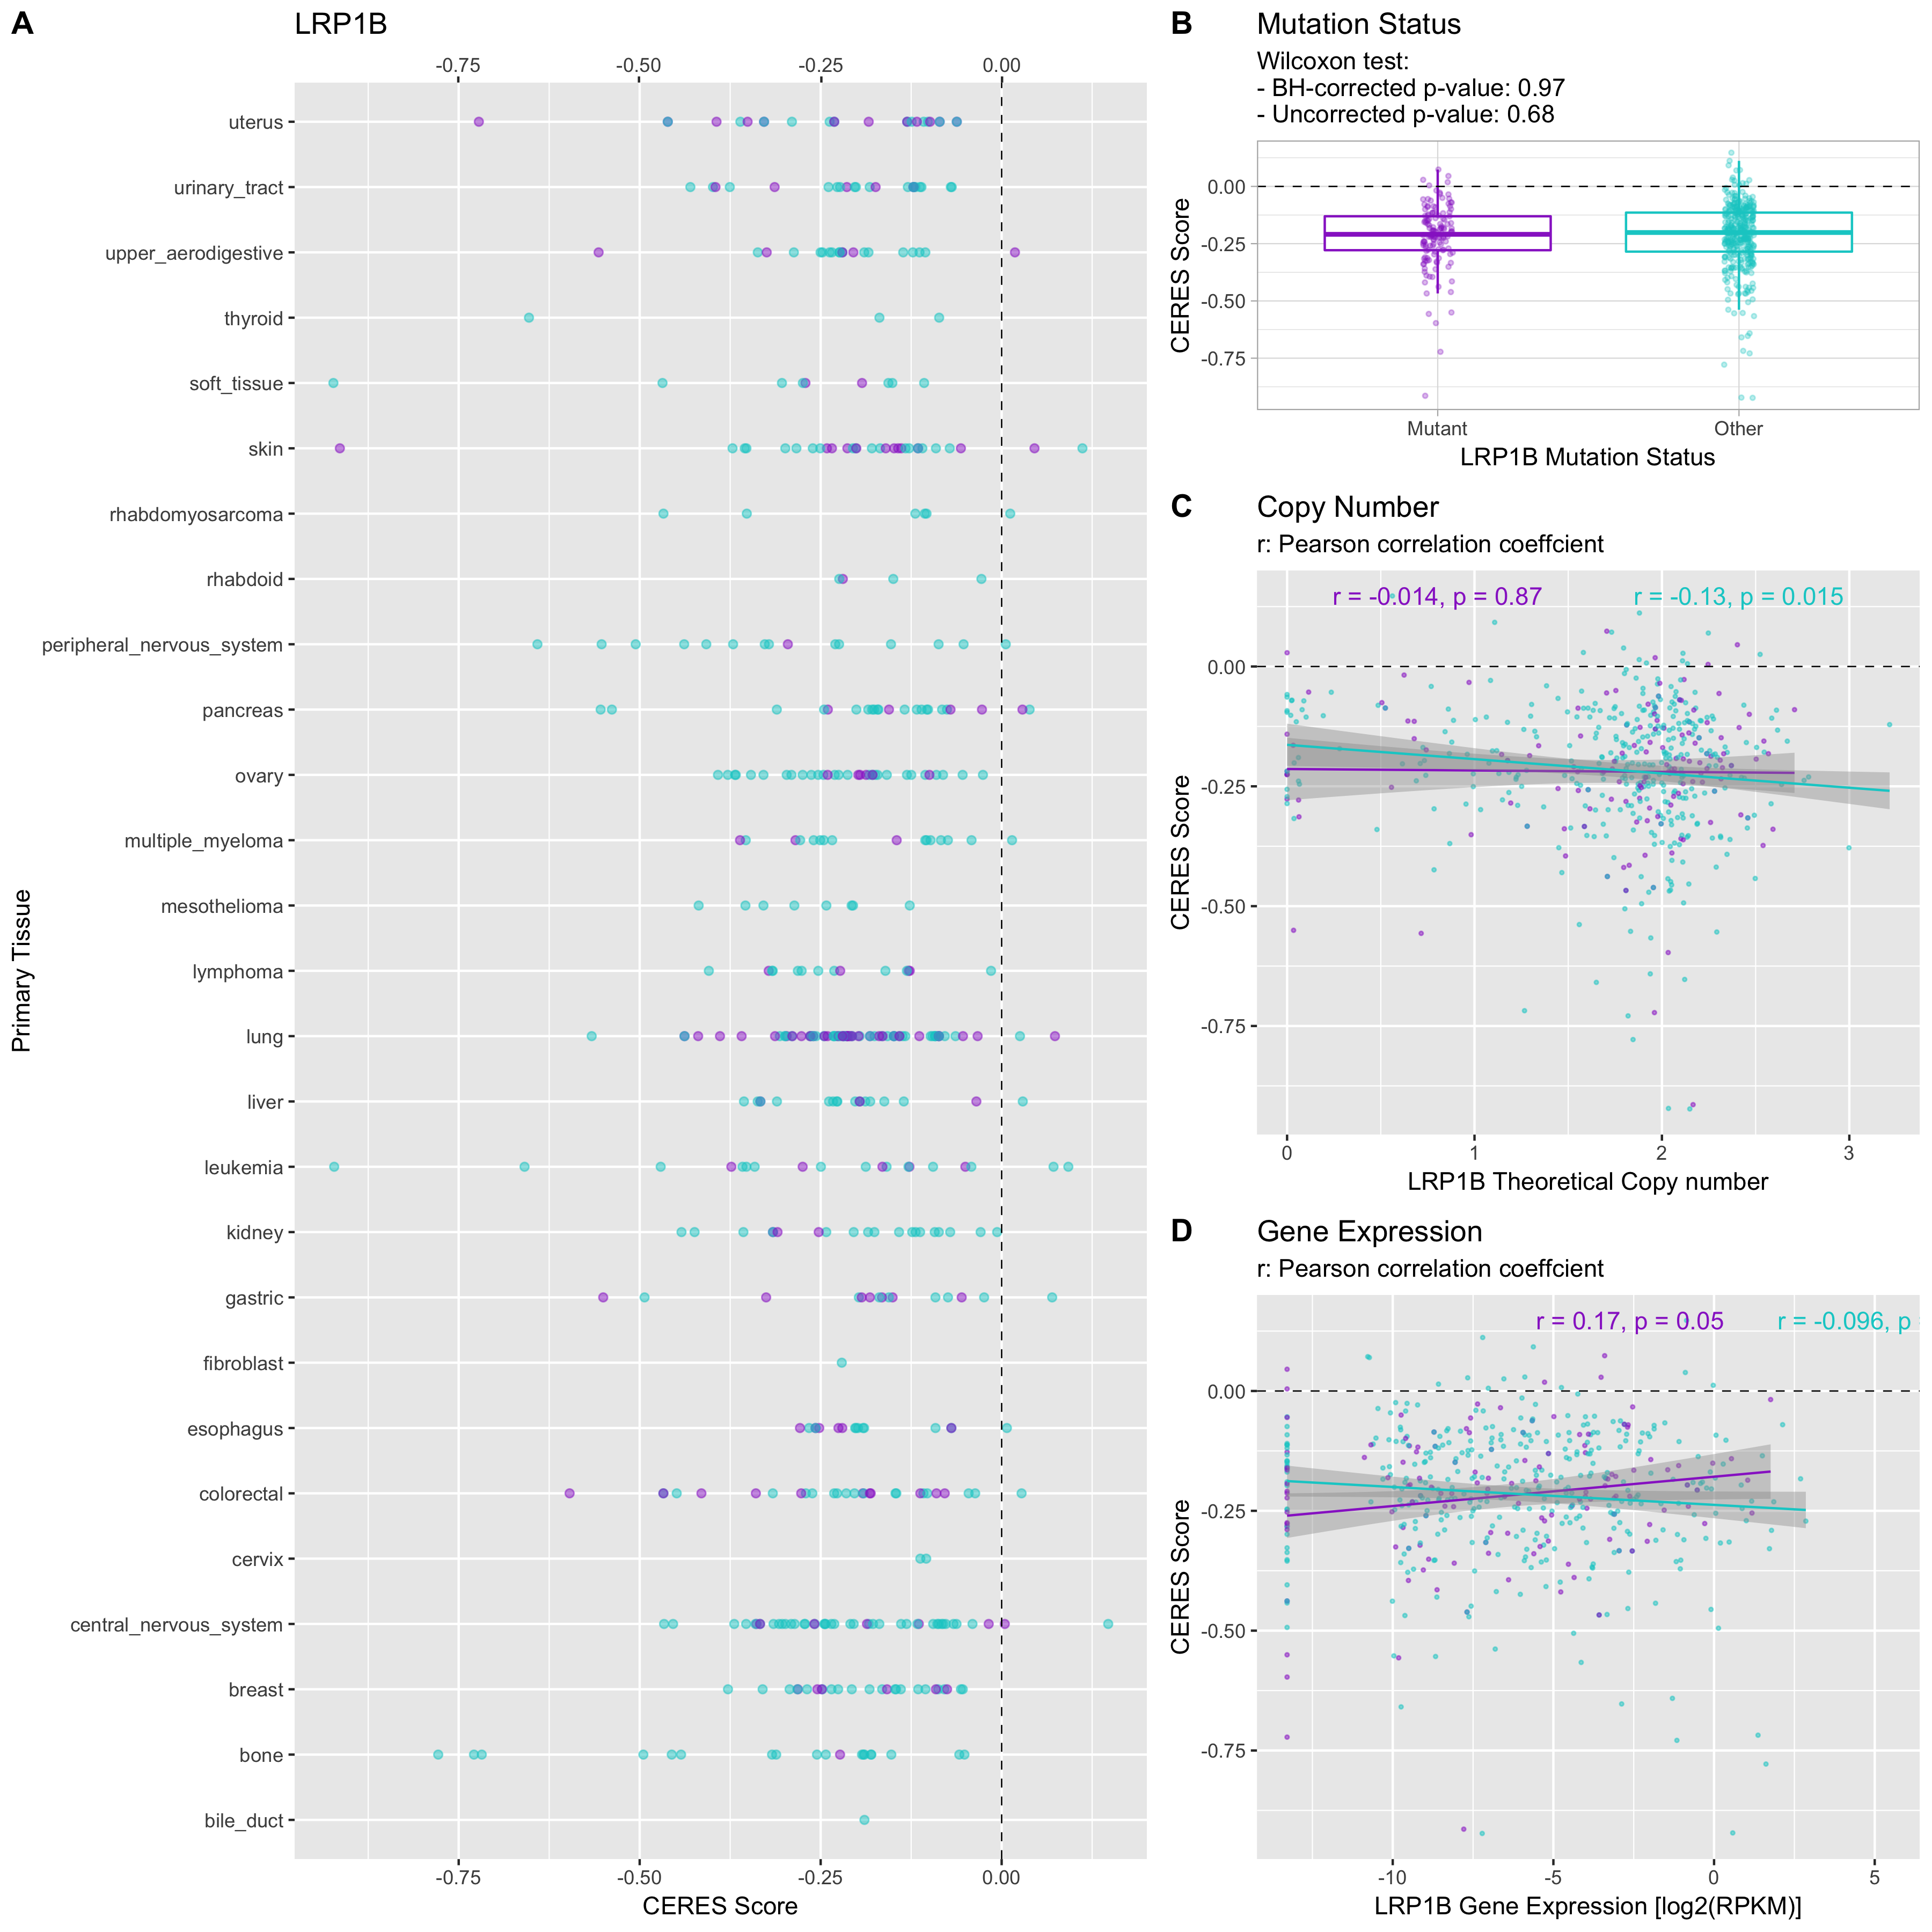 A
LRP1B
-0.75 -0.50 -0.25 0.00
Primary Tissue
uterus
urinary_tract
upper_aerodigestive
thyroid
soft_tissue
skin
rhabdomyosarcoma
rhabdoid
peripheral_nervous_system
pancreas
ovary
multiple_myeloma
mesothelioma
lymphoma
lung
liver
leukemia
kidney
gastric
fibroblast
esophagus
colorectal
cervix
central_nervous_system
breast
bone
bile_duct
-0.75 -0.50 -0.25 0.00
CERES Score
B
Mutation Status
Wilcoxon test:
- BH-corrected p-value: 0.97
- Uncorrected p-value: 0.68
CERES Score
0.00
-0.25
-0.50
-0.75
Mutant Other
LRP1B Mutation Status
C
Copy Number
r: Pearson correlation coeffcient
r = -0.014, p = 0.87 r = -0.13, p = 0.015
CERES Score
0.00
-0.25
-0.50
-0.75
0 1 2 3
LRP1B Theoretical Copy number
D
Gene Expression
r: Pearson correlation coeffcient
r = 0.17, p = 0.05 r = -0.096, p
CERES Score
0.00
-0.25
-0.50
-0.75
-10 -5 0 5
LRP1B Gene Expression [log2(RPKM)]